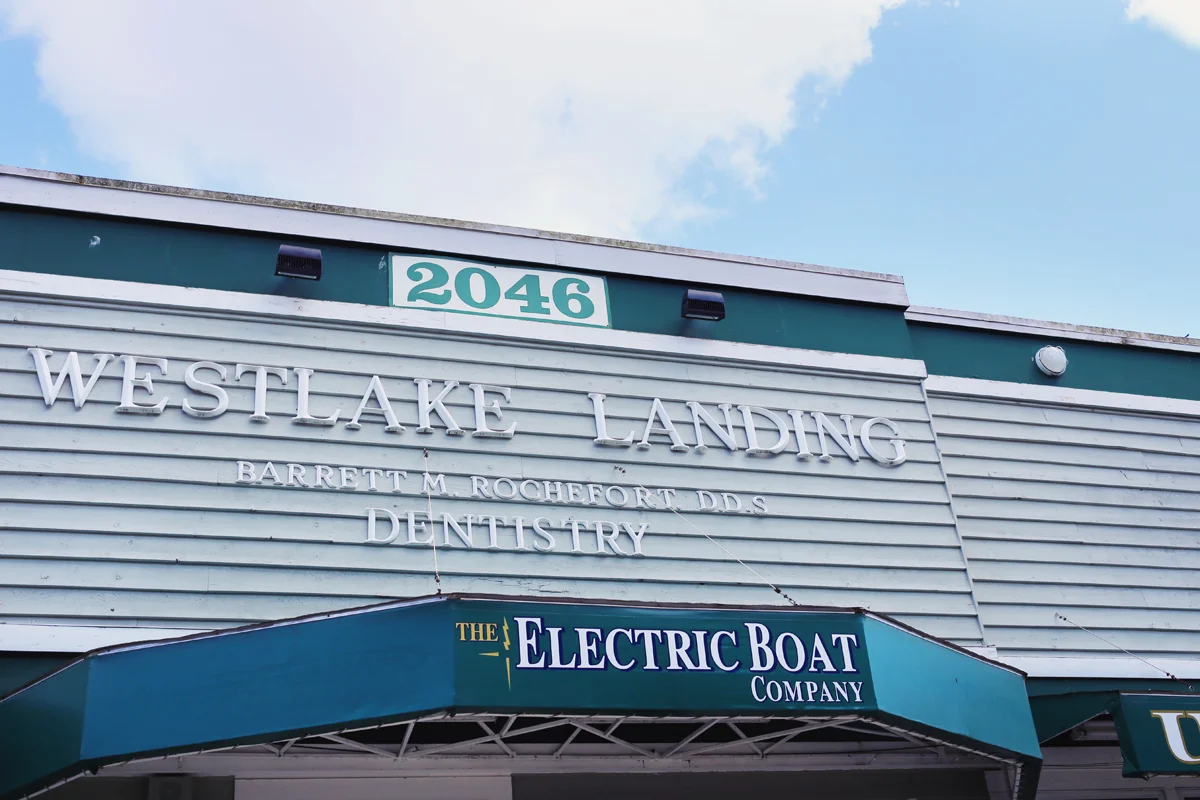 2046
WESTLAKE LANDING
BARRETT M. ROCHEFORT D.D.S
DENTISTRY
THE ELECTRIC BOAT
COMPANY